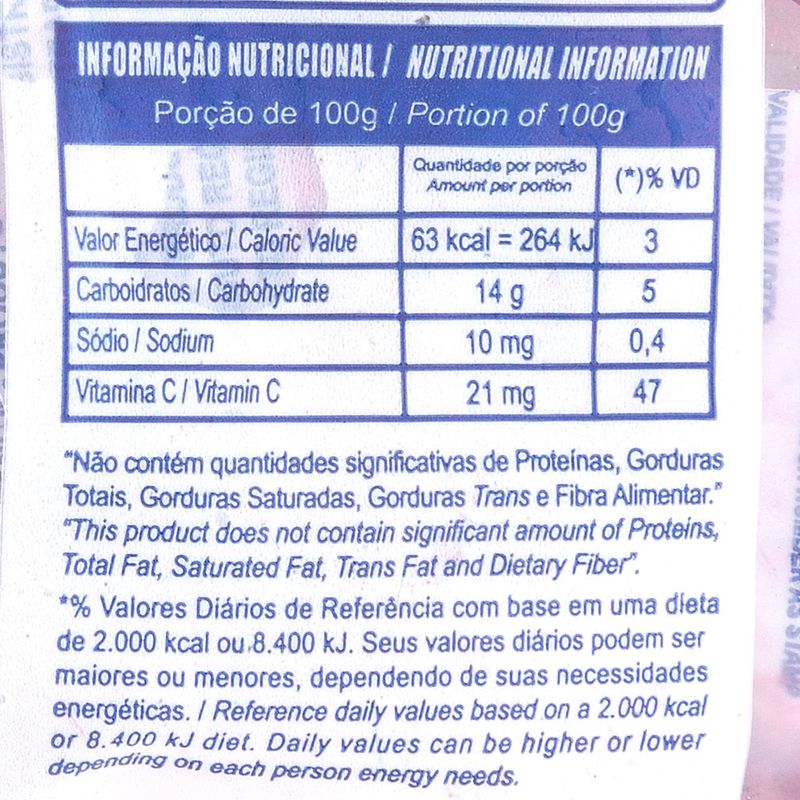 INFORMAÇÃO NUTRICIONAL / NUTRITIONAL INFORMATION
Porção de 100g / Portion of 100g
Quantidade por porção
Amount per portion
(*)% VD
Valor Energético / Caloric Value 63 kcal = 264 kJ 3
Carboidratos / Carbohydrate 14 g 5
Sódio / Sodium 10 mg 0,4
Vitamina C / Vitamin C 21 mg 47
"Não contém quantidades significativas de Proteínas, Gorduras
Totais, Gorduras Saturadas, Gorduras Trans e Fibra Alimentar."
"This product does not contain significant amount of Proteins,
Total Fat, Saturated Fat, Trans Fat and Dietary Fiber".
*% Valores Diários de Referência com base em uma dieta
de 2.000 kcal ou 8.400 kJ. Seus valores diários podem ser
maiores ou menores, dependendo de suas necessidades
energéticas. / Reference daily values based on a 2.000 kcal
or 8.400 kJ diet. Daily values can be higher or lower
depending on each person energy needs.